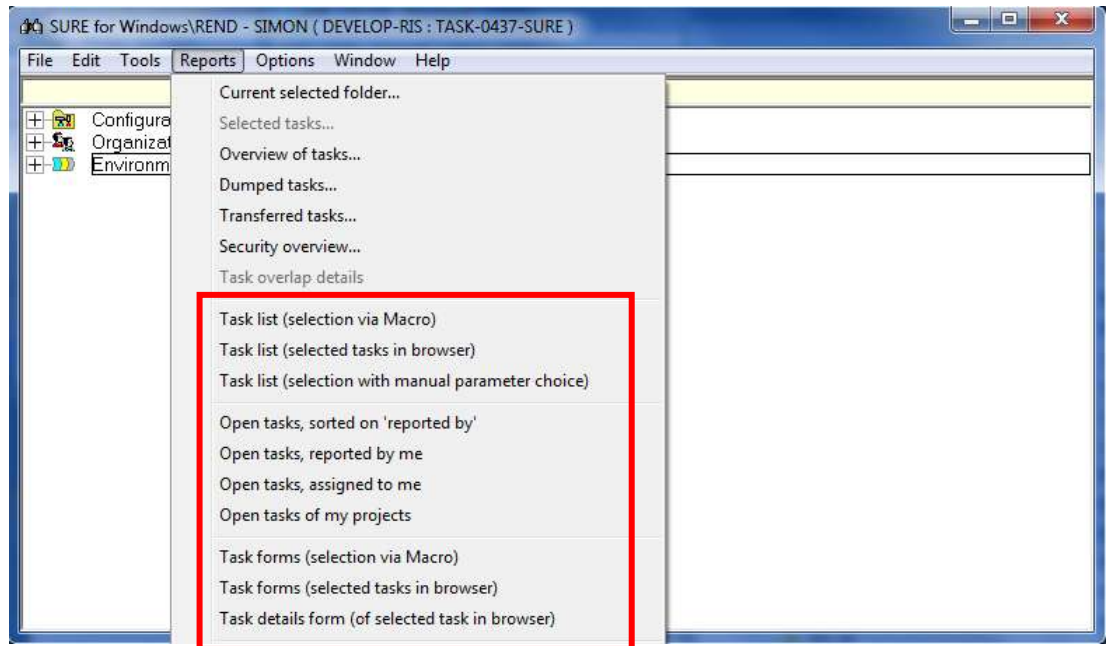 SURE for Windows\REND - SIMON ( DEVELOP-RIS : TASK-0437-SURE )
File Edit Tools Reports Options Window Help
Current selected folder...
Configura
Selected tasks...
Organizat
Overview of tasks...
Environm
Dumped tasks...
Transferred tasks...
Security overview...
Task overlap details
Task list (selection via Macro)
Task list (selected tasks in browser)
Task list (selection with manual parameter choice)
Open tasks, sorted on 'reported by'
Open tasks, reported by me
Open tasks, assigned to me
Open tasks of my projects
Task forms (selection via Macro)
Task forms (selected tasks in browser)
Task details form (of selected task in browser)